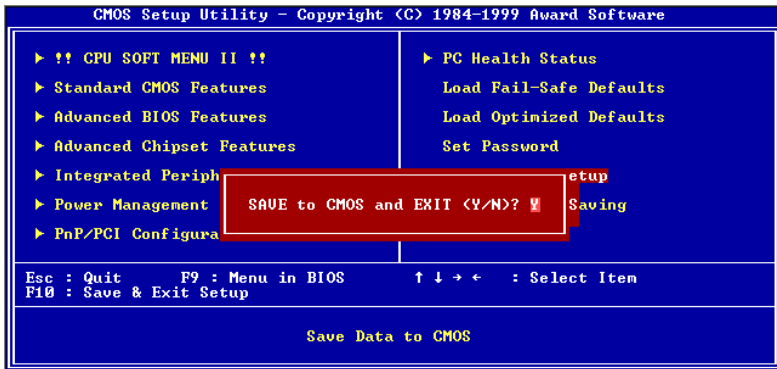 CMOS Setup Utility - Copyright (C) 1984-1999 Award Software
!! CPU SOFT MENU II !!
Standard CMOS Features
Advanced BIOS Features
Advanced Chipset Features
Integrated Periph
Power Management
PnP/PCI Configura
PC Health Status
Load Fail-Safe Defaults
Load Optimized Defaults
Set Password
etup
Saving
SAVE to CMOS and EXIT (Y/N)? Y
Esc : Quit F9 : Menu in BIOS ↑ ↓ → ← : Select Item
F10 : Save & Exit Setup
Save Data to CMOS